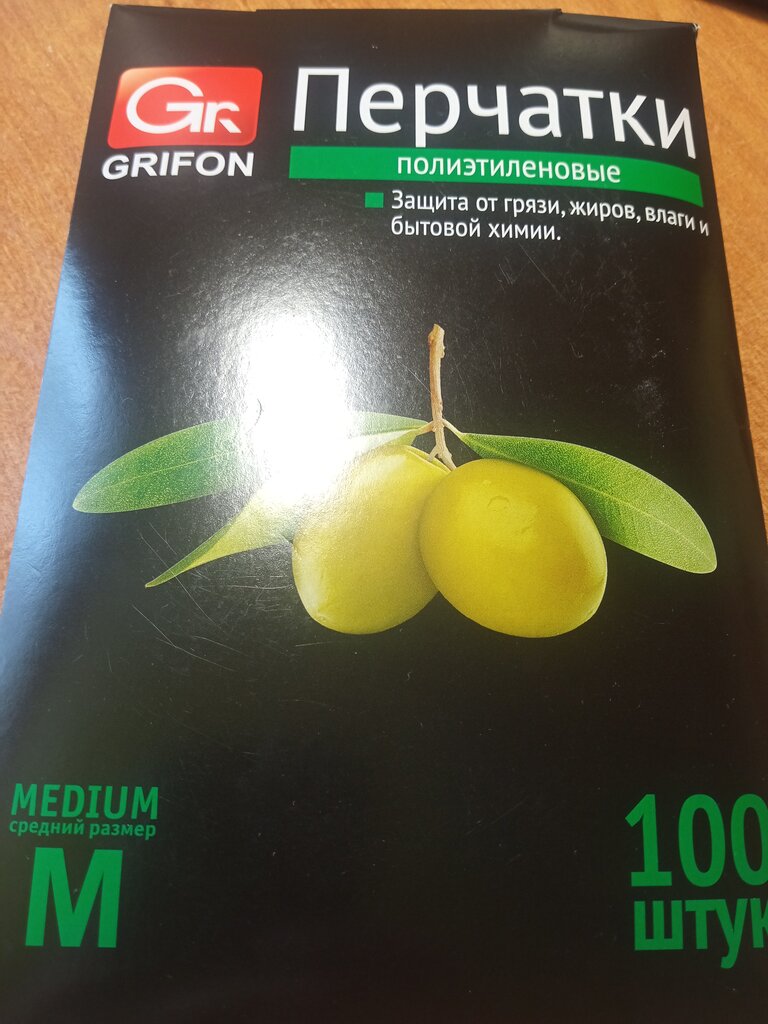 Gr
GRIFON
Перчатки
полиэтиленовые
Защита от грязи, жиров, влаги и
бытовой химии.
MEDIUM
средний размер
M
100
штук